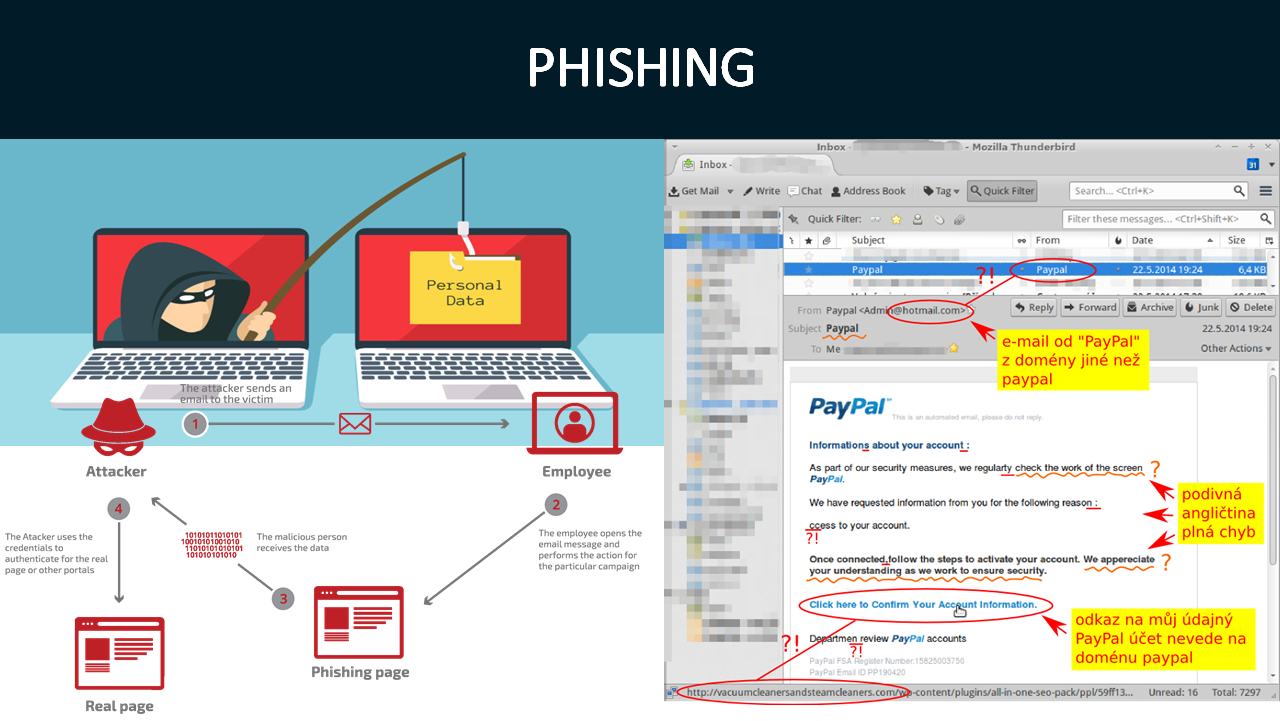 PHISHING
Personal
Data
The attacker sends an
email to the victim
1
Attacker
Employee
4
2
The Atacker uses the
credentials to
authenticate for the real
page or other portals
10101011010101
10010101001010
1101010101010101
The malicious person
receives the data
The employee opens the
email message and
performs the action for
the particular campaign
3
Phishing page
Real page
Inbox - - Mozilla Thunderbird
Inbox -
31
Get Mail Write Chat Address Book Tag Quick Filter Search... <Ctrl+K>
Quick Filter: Filter these messages... <Ctrl+Shift+K>
Subject From Date Size
Paypal Paypal 22.5.2014 19:24 6,4 KB
?!
From Paypal <Admin@hotmail.com>
Reply Forward Archive Junk Delete
Subject Paypal 22.5.2014 19:24
To Me Other Actions
e-mail od "PayPal"
z domény jiné než
paypal
PayPal
This is an automated email, please do not reply.
Informations about your account :
As part of our security measures, we regularty check the work of the screen ?
PayPal.
We have requested information from you for the following reason :
podivná
angličtina
plná chyb
ccess to your account.
?!
Once connected,follow the steps to activate your account. We appereciate ?
your understanding as we work to ensure security.
Click here to Confirm Your Account Information.
odkaz na můj údajný
PayPal účet nevede na
doménu paypal
?!
Departmen review PayPal accounts
?!
PayPal FSA Register Number:15825003750
PayPal Email ID PP190420
http://vacuumcleanersandsteamcleaners.com/wp-content/plugins/all-in-one-seo-pack/ppl/59ff13... Unread: 16 Total: 7297